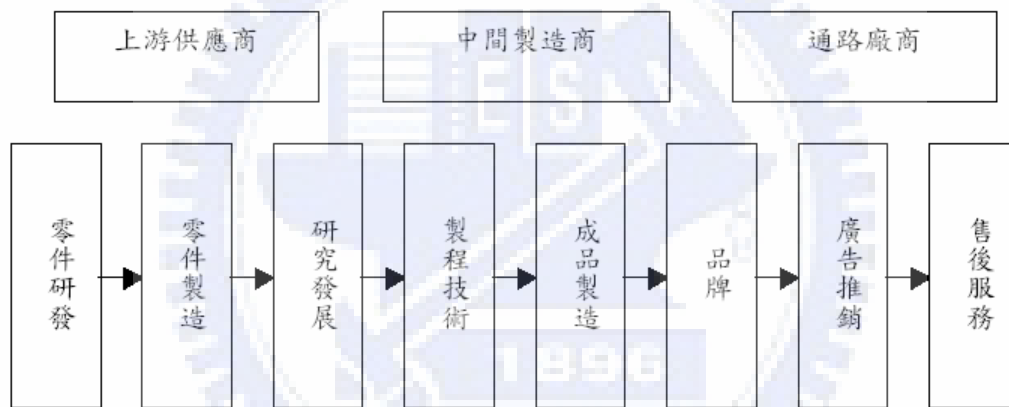 上游供應商
中間製造商
通路廠商
零件研發
零件製造
研究發展
製程技術
成品製造
品牌
廣告推銷
售後服務
ESA
1896